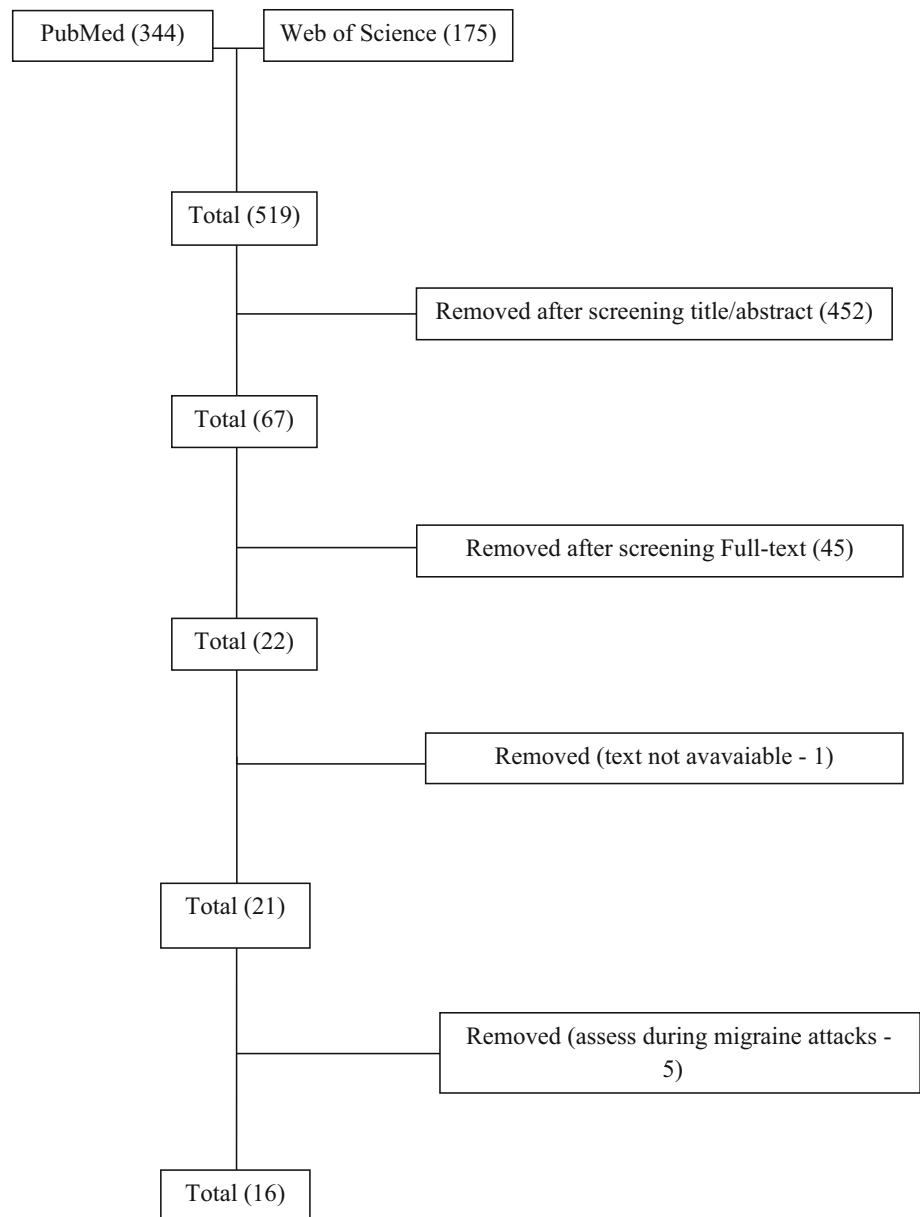 PubMed (344)
Web of Science (175)
Total (519)
Removed after screening title/abstract (452)
Total (67)
Removed after screening Full-text (45)
Total (22)
Removed (text not avavaiable - 1)
Total (21)
Removed (assess during migraine attacks -
5)
Total (16)